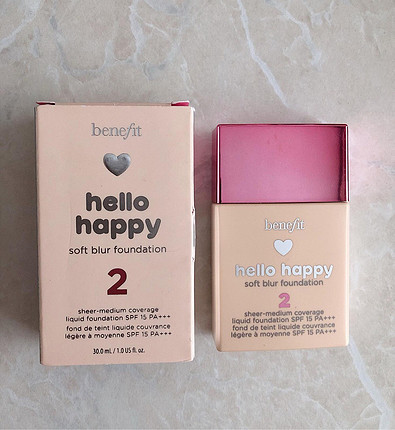 benefit
hello
happy
soft blur foundation
2
sheer-medium coverage
liquid foundation SPF 15 PA+++
fond de teint liquide couvrance
légère à moyenne SPF 15 PA+++
30.0 mL / 1.0 US fl. oz.
benefit
hello happy
soft blur foundation
2
sheer-medium coverage
liquid foundation SPF 15 PA+++
fond de teint liquide couvrance
légère à moyenne SPF 15 PA+++